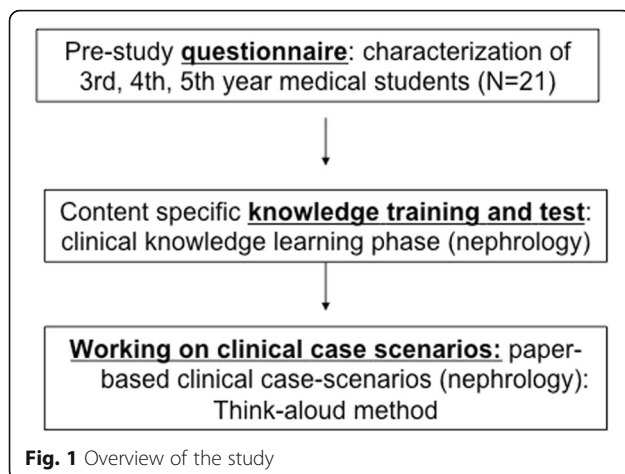 Pre-study questionnaire: characterization of
3rd, 4th, 5th year medical students (N=21)
Content specific knowledge training and test:
clinical knowledge learning phase (nephrology)
Working on clinical case scenarios: paper-
based clinical case-scenarios (nephrology):
Think-aloud method
Fig. 1 Overview of the study